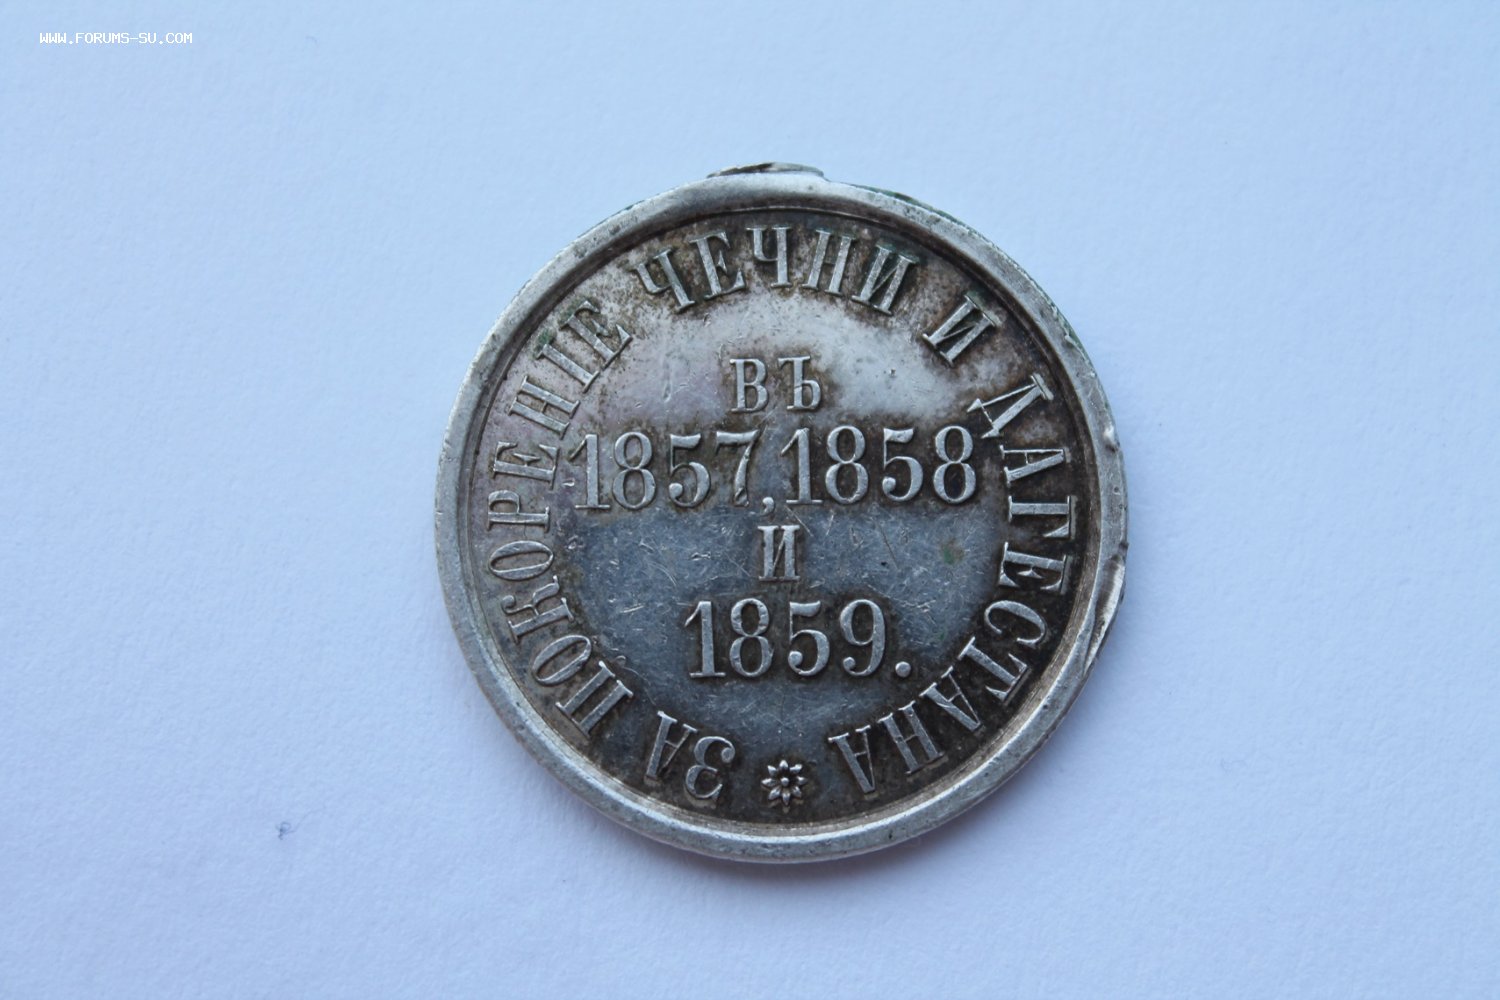 WWW.FORUMS-SU.COM
ЗА ПОКОРЕНІЕ ЧЕЧНИ И ДАГЕСТАНА
ВЪ
1857, 1858
И
1859.